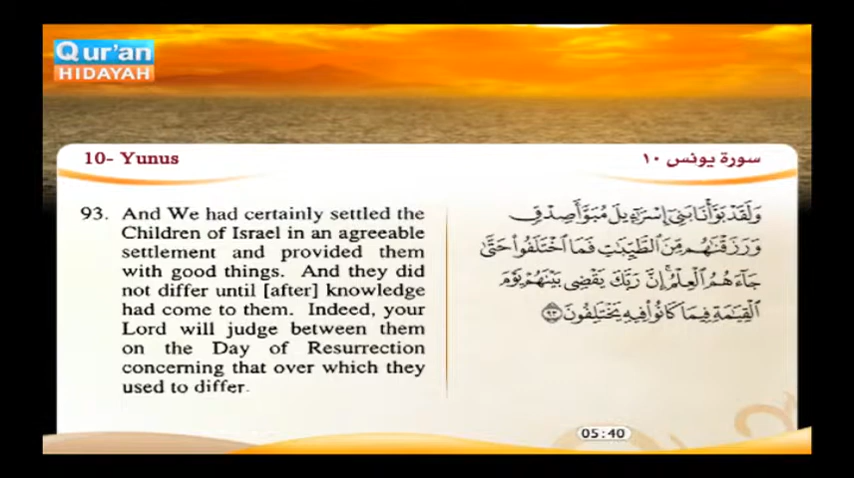 Qur'an
HIDAYAH
10- Yunus
سورة يونس ١٠
93. And We had certainly settled the
Children of Israel in an agreeable
settlement and provided them
with good things. And they did
not differ until [after] knowledge
had come to them. Indeed, your
Lord will judge between them
on the Day of Resurrection
concerning that over which they
used to differ.
وَلَقَدْ بَوَّأْنَا بَنِىٓ إِسْرَٰٓءِيلَ مُبَوَّأَ صِدْقٍ
وَرَزَقْنَـٰهُم مِّنَ ٱلطَّيِّبَـٰتِ فَمَا ٱخْتَلَفُوا۟ حَتَّىٰ
جَآءَهُمُ ٱلْعِلْمُ ۚ إِنَّ رَبَّكَ يَقْضِى بَيْنَهُمْ يَوْمَ
ٱلْقِيَـٰمَةِ فِيمَا كَانُوا۟ فِيهِ يَخْتَلِفُونَ ٩٣
05:40